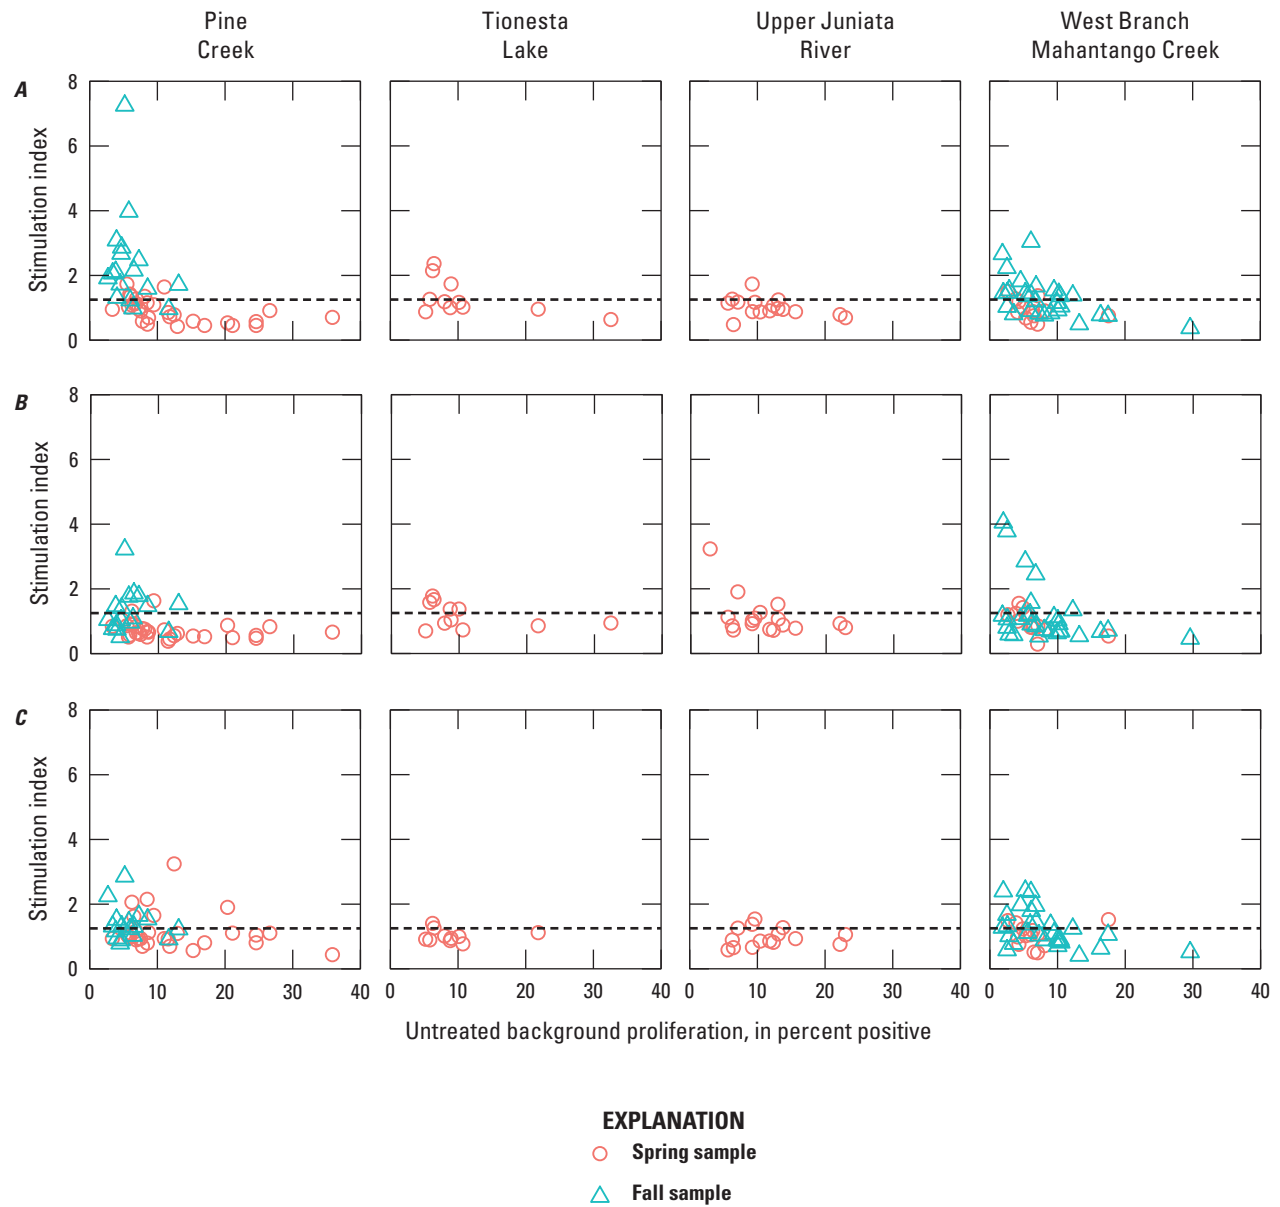 Pine
Creek
Tionesta
Lake
Upper Juniata
River
West Branch
Mahantango Creek
A
Stimulation index
8
6
4
2
0
B
Stimulation index
8
6
4
2
0
C
Stimulation index
8
6
4
2
0
0 10 20 30 40
0 10 20 30 40
0 10 20 30 40
0 10 20 30 40
Untreated background proliferation, in percent positive
EXPLANATION
Spring sample
Fall sample